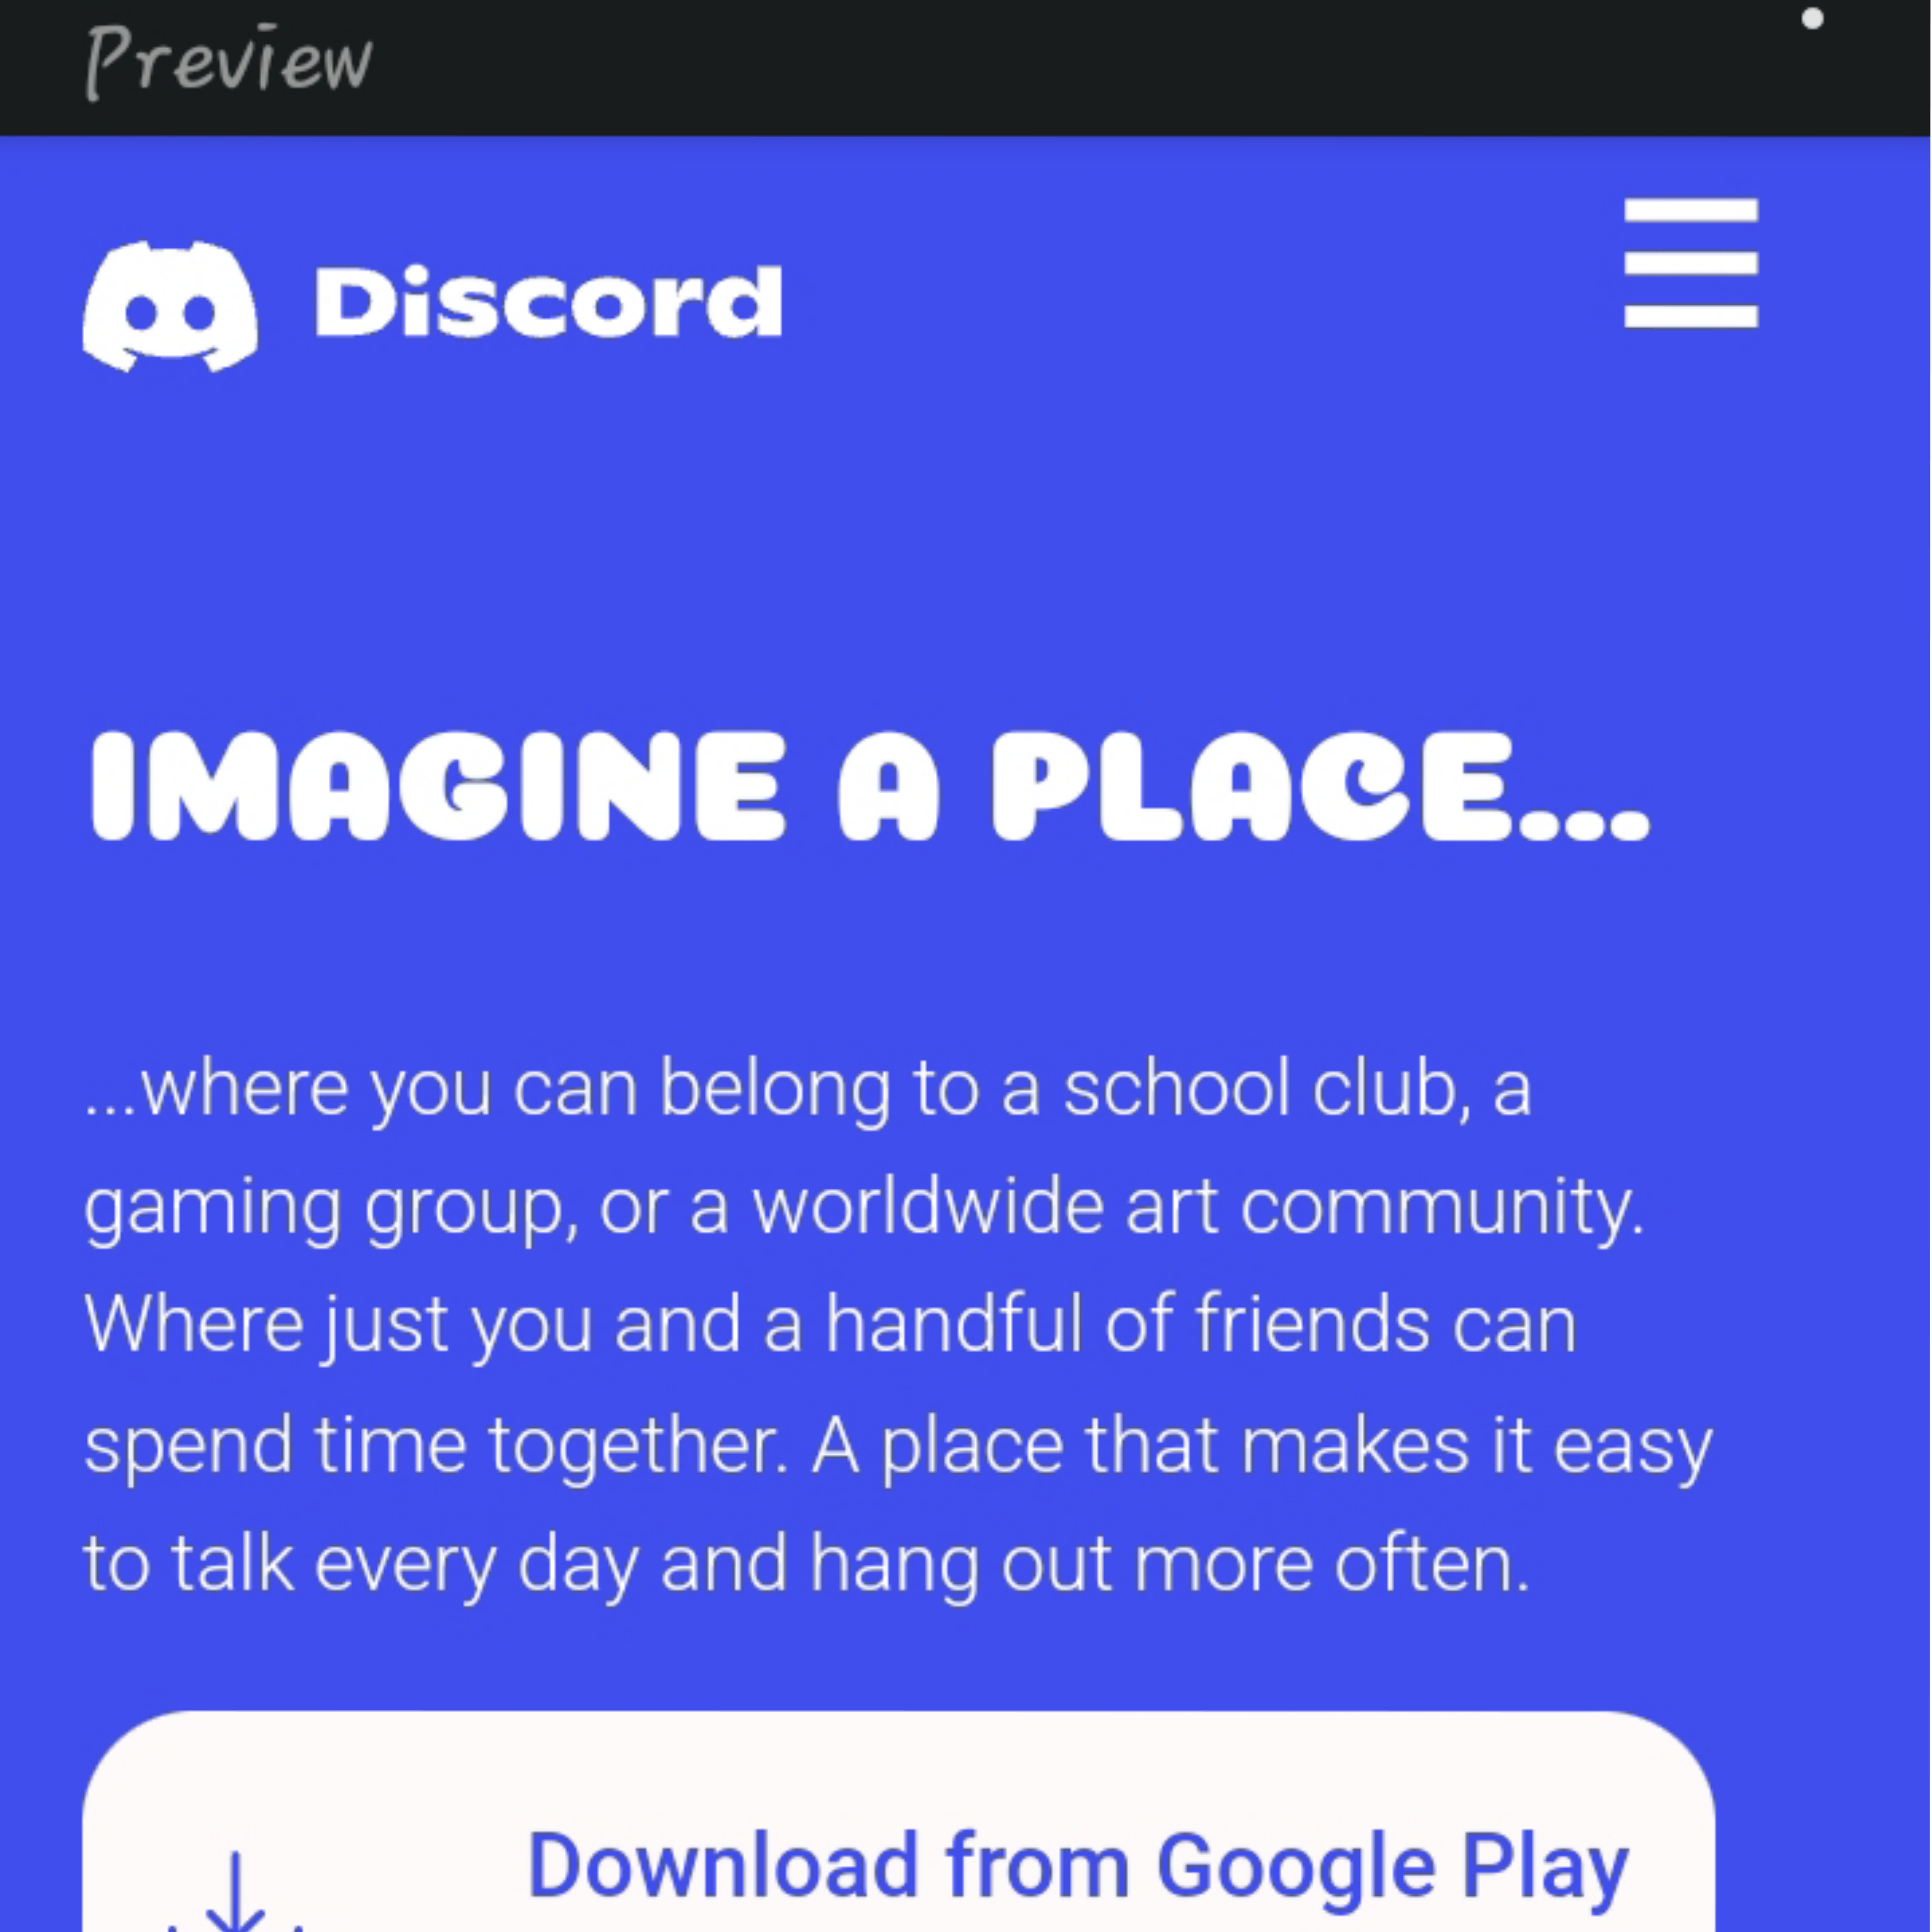 Preview
Discord
IMAGINE A PLACE...
...where you can belong to a school club, a
gaming group, or a worldwide art community.
Where just you and a handful of friends can
spend time together. A place that makes it easy
to talk every day and hang out more often.
Download from Google Play